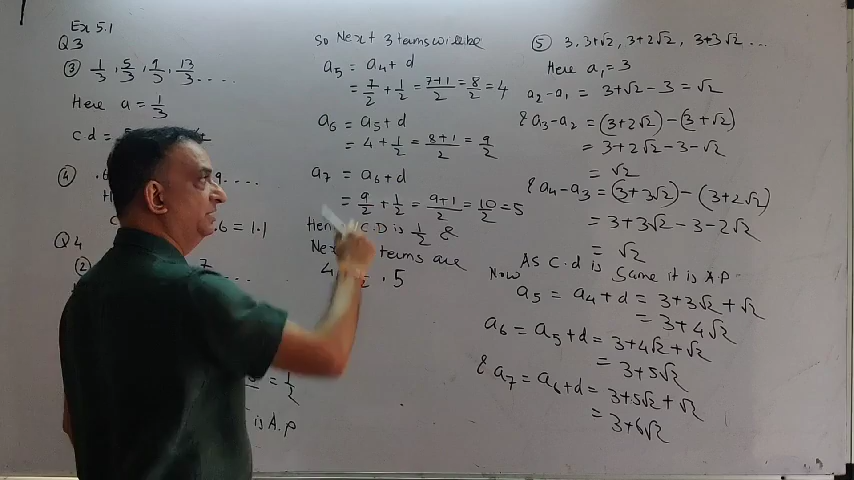 Ex 5.1
Q3
③ 1/3, 5/3, 9/3, 13/3 ....
Here a = 1/3
cd =
④ .6 9....
.6 = 1.1
Q4
② 7
= 1/2
is A.P
So Next 3 terms will be
a5 = a4 + d
= 7/2 + 1/2 = 7+1/2 = 8/2 = 4
a6 = a5 + d
= 4 + 1/2 = 8+1/2 = 9/2
a7 = a6 + d
= 9/2 + 1/2 = 9+1/2 = 10/2 = 5
C.D is 1/2 &
terms are
4 , 5
⑤ 3, 3+√2, 3+2√2, 3+3√2 ...
Here a1 = 3
a2 - a1 = 3+√2 - 3 = √2
& a3 - a2 = (3+2√2) - (3+√2)
= 3+2√2 - 3 - √2
= √2
& a4 - a3 = (3+3√2) - (3+2√2)
= 3+3√2 - 3 - 2√2
= √2
As c.d is Same it is A.P
Now
a5 = a4 + d = 3+3√2 + √2
= 3+4√2
a6 = a5 + d = 3+4√2 + √2
= 3+5√2
& a7 = a6 + d = 3+5√2 + √2
= 3+6√2